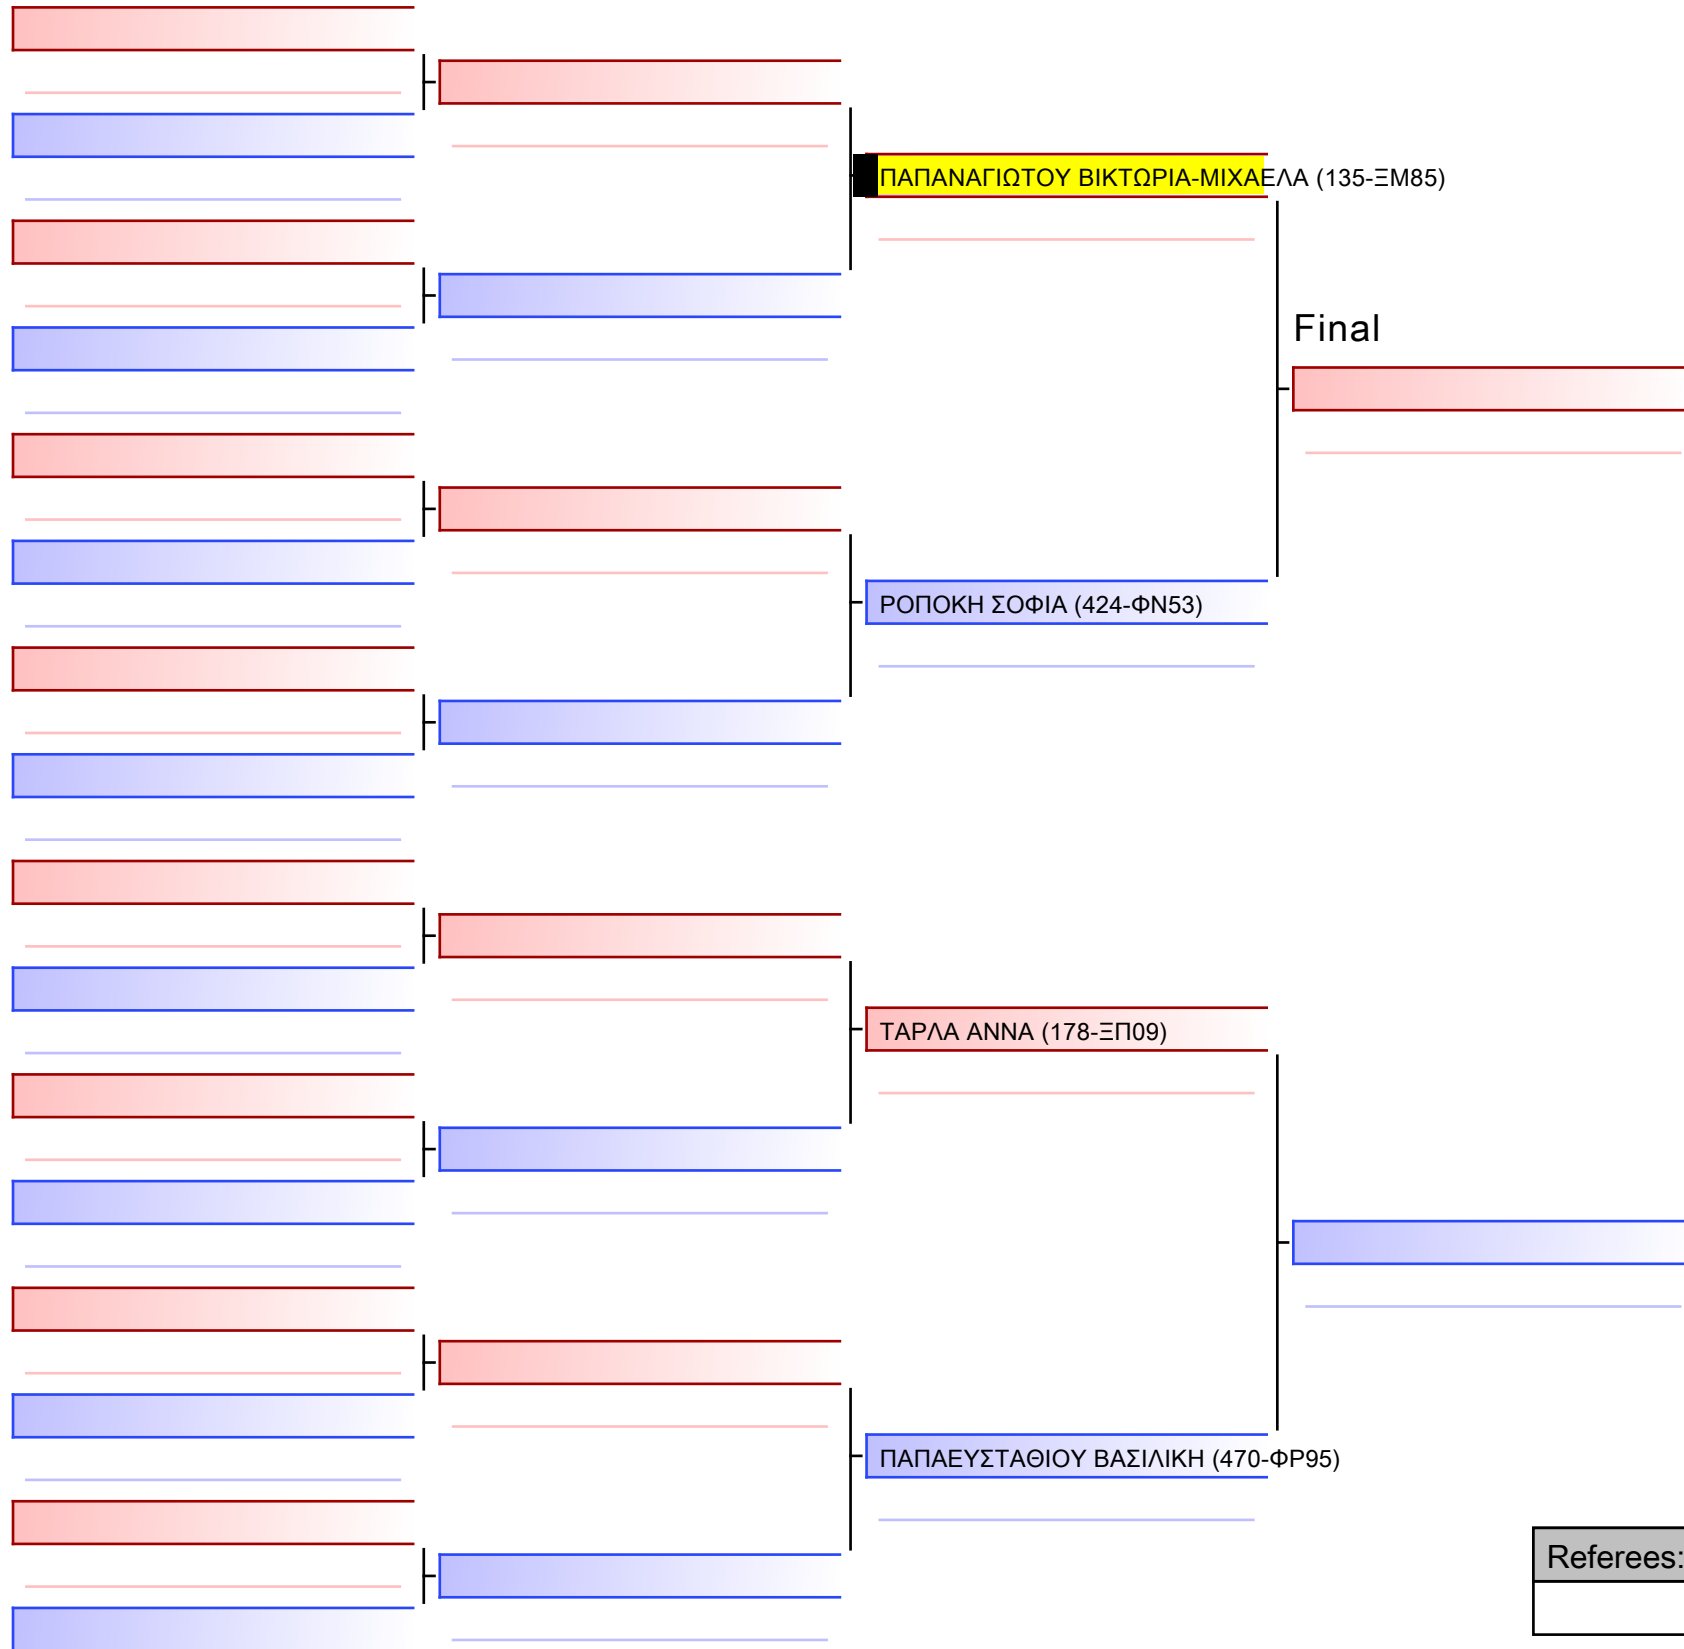 ΠΑΠΑΝΑΓΙΩΤΟΥ ΒΙΚΤΩΡΙΑ-ΜΙΧΑΕΛΑ (135-ΞΜ85)
Final
ΡΟΠΟΚΗ ΣΟΦΙΑ (424-ΦΝ53)
ΤΑΡΛΑ ΑΝΝΑ (178-ΞΠ09)
ΠΑΠΑΕΥΣΤΑΘΙΟΥ ΒΑΣΙΛΙΚΗ (470-ΦΡ95)
Referees: